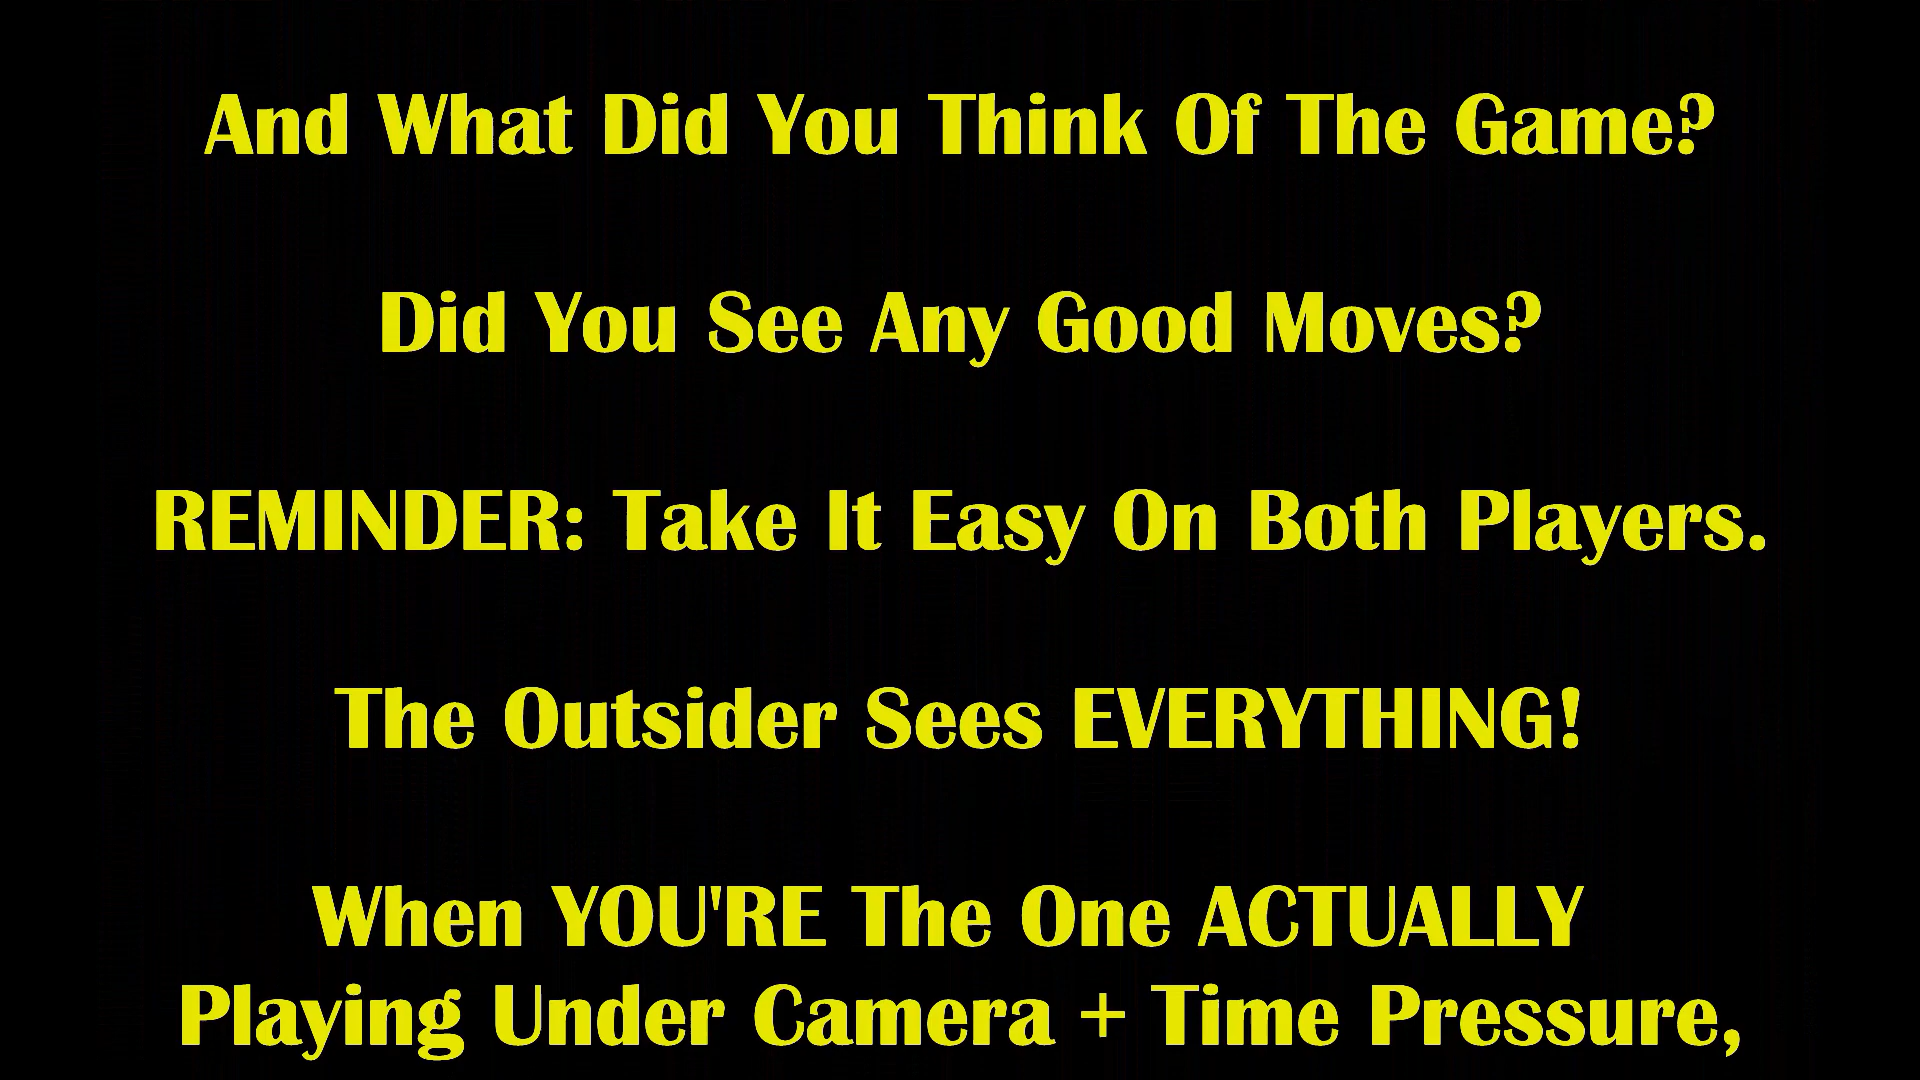 And What Did You Think Of The Game?
Did You See Any Good Moves?
REMINDER: Take It Easy On Both Players.
The Outsider Sees EVERYTHING!
When YOU'RE The One ACTUALLY
Playing Under Camera + Time Pressure,